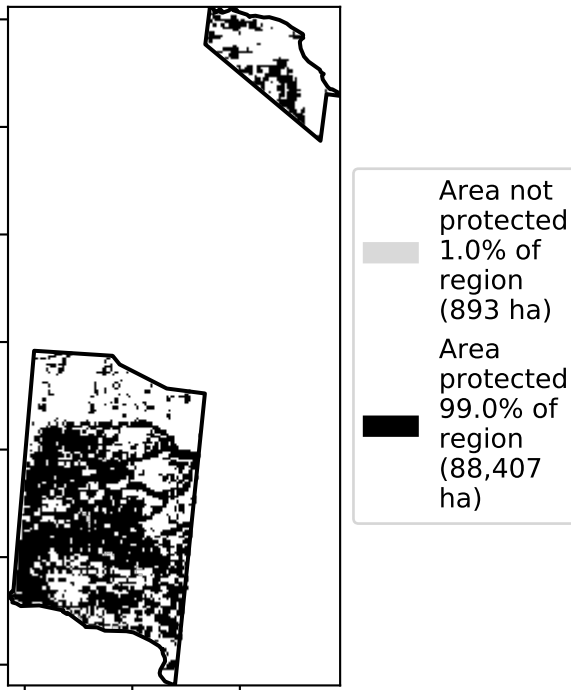 Area not
protected
1.0% of
region
(893 ha)
Area
protected
99.0% of
region
(88,407
ha)